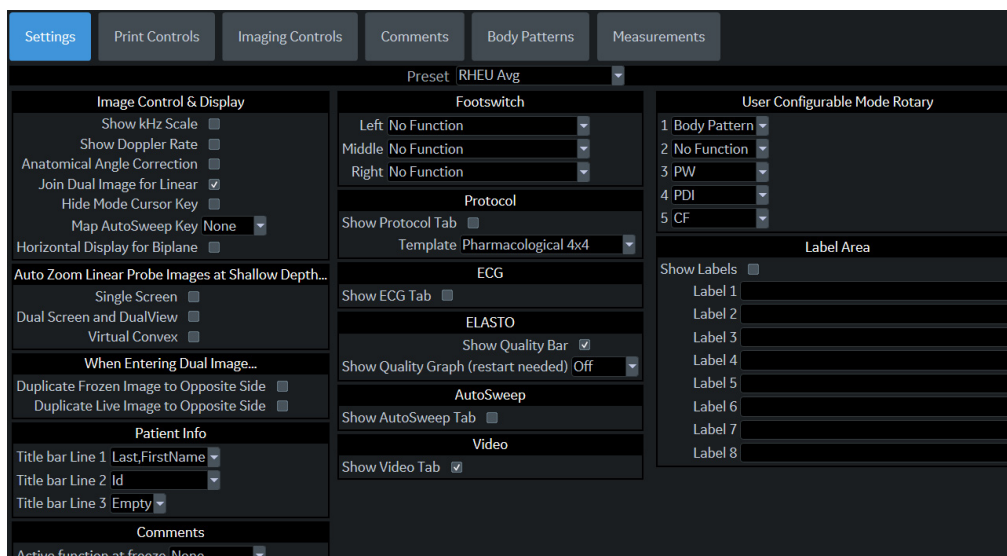 Settings
Print Controls
Imaging Controls
Comments
Body Patterns
Measurements
Preset RHEU Avg
Image Control & Display
Show kHz Scale
Show Doppler Rate
Anatomical Angle Correction
Join Dual Image for Linear
Hide Mode Cursor Key
Map AutoSweep Key None
Horizontal Display for Biplane
Auto Zoom Linear Probe Images at Shallow Depth...
Single Screen
Dual Screen and DualView
Virtual Convex
When Entering Dual Image...
Duplicate Frozen Image to Opposite Side
Duplicate Live Image to Opposite Side
Patient Info
Title bar Line 1 Last,FirstName
Title bar Line 2 Id
Title bar Line 3 Empty
Comments
Active function at freeze None
Footswitch
Left No Function
Middle No Function
Right No Function
Protocol
Show Protocol Tab
Template Pharmacological 4x4
ECG
Show ECG Tab
ELASTO
Show Quality Bar
Show Quality Graph (restart needed) Off
AutoSweep
Show AutoSweep Tab
Video
Show Video Tab
User Configurable Mode Rotary
1 Body Pattern
2 No Function
3 PW
4 PDI
5 CF
Label Area
Show Labels
Label 1
Label 2
Label 3
Label 4
Label 5
Label 6
Label 7
Label 8